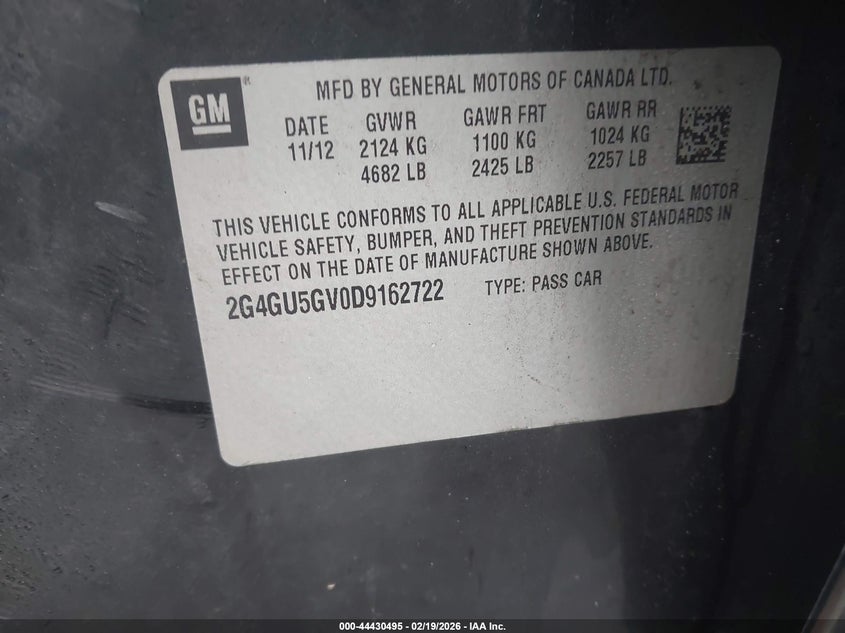 GM
MFD BY GENERAL MOTORS OF CANADA LTD.
DATE GVWR GAWR FRT GAWR RR
11/12 2124 KG 1100 KG 1024 KG
4682 LB 2425 LB 2257 LB
THIS VEHICLE CONFORMS TO ALL APPLICABLE U.S. FEDERAL MOTOR
VEHICLE SAFETY, BUMPER, AND THEFT PREVENTION STANDARDS IN
EFFECT ON THE DATE OF MANUFACTURE SHOWN ABOVE.
2G4GU5GV0D9162722 TYPE: PASS CAR
000-44430495 - 02/19/2026 - IAA Inc.